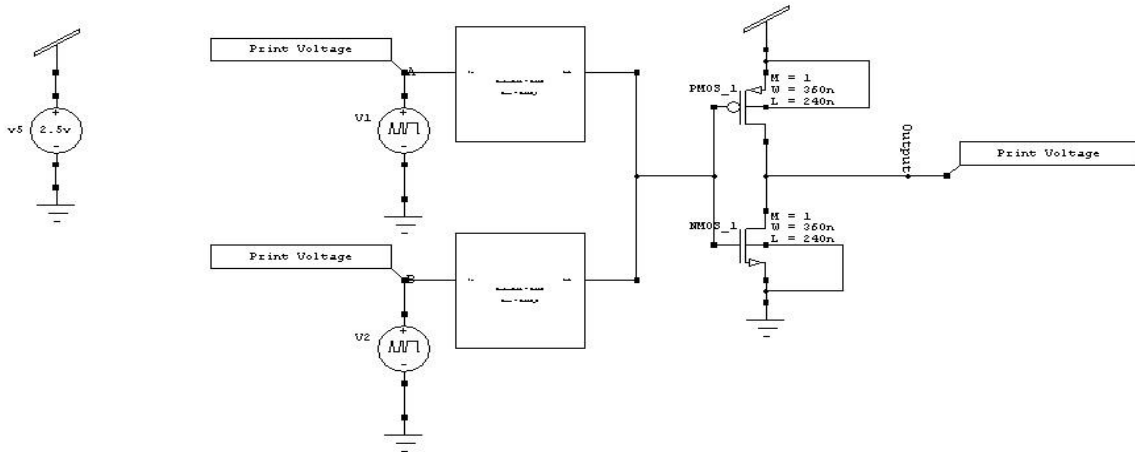 Print Voltage
A
v5
2.5v
V1
PMOS_1
M = 1
W = 360n
L = 240n
Output
Print Voltage
NMOS_1
M = 1
W = 360n
L = 240n
Print Voltage
B
V2